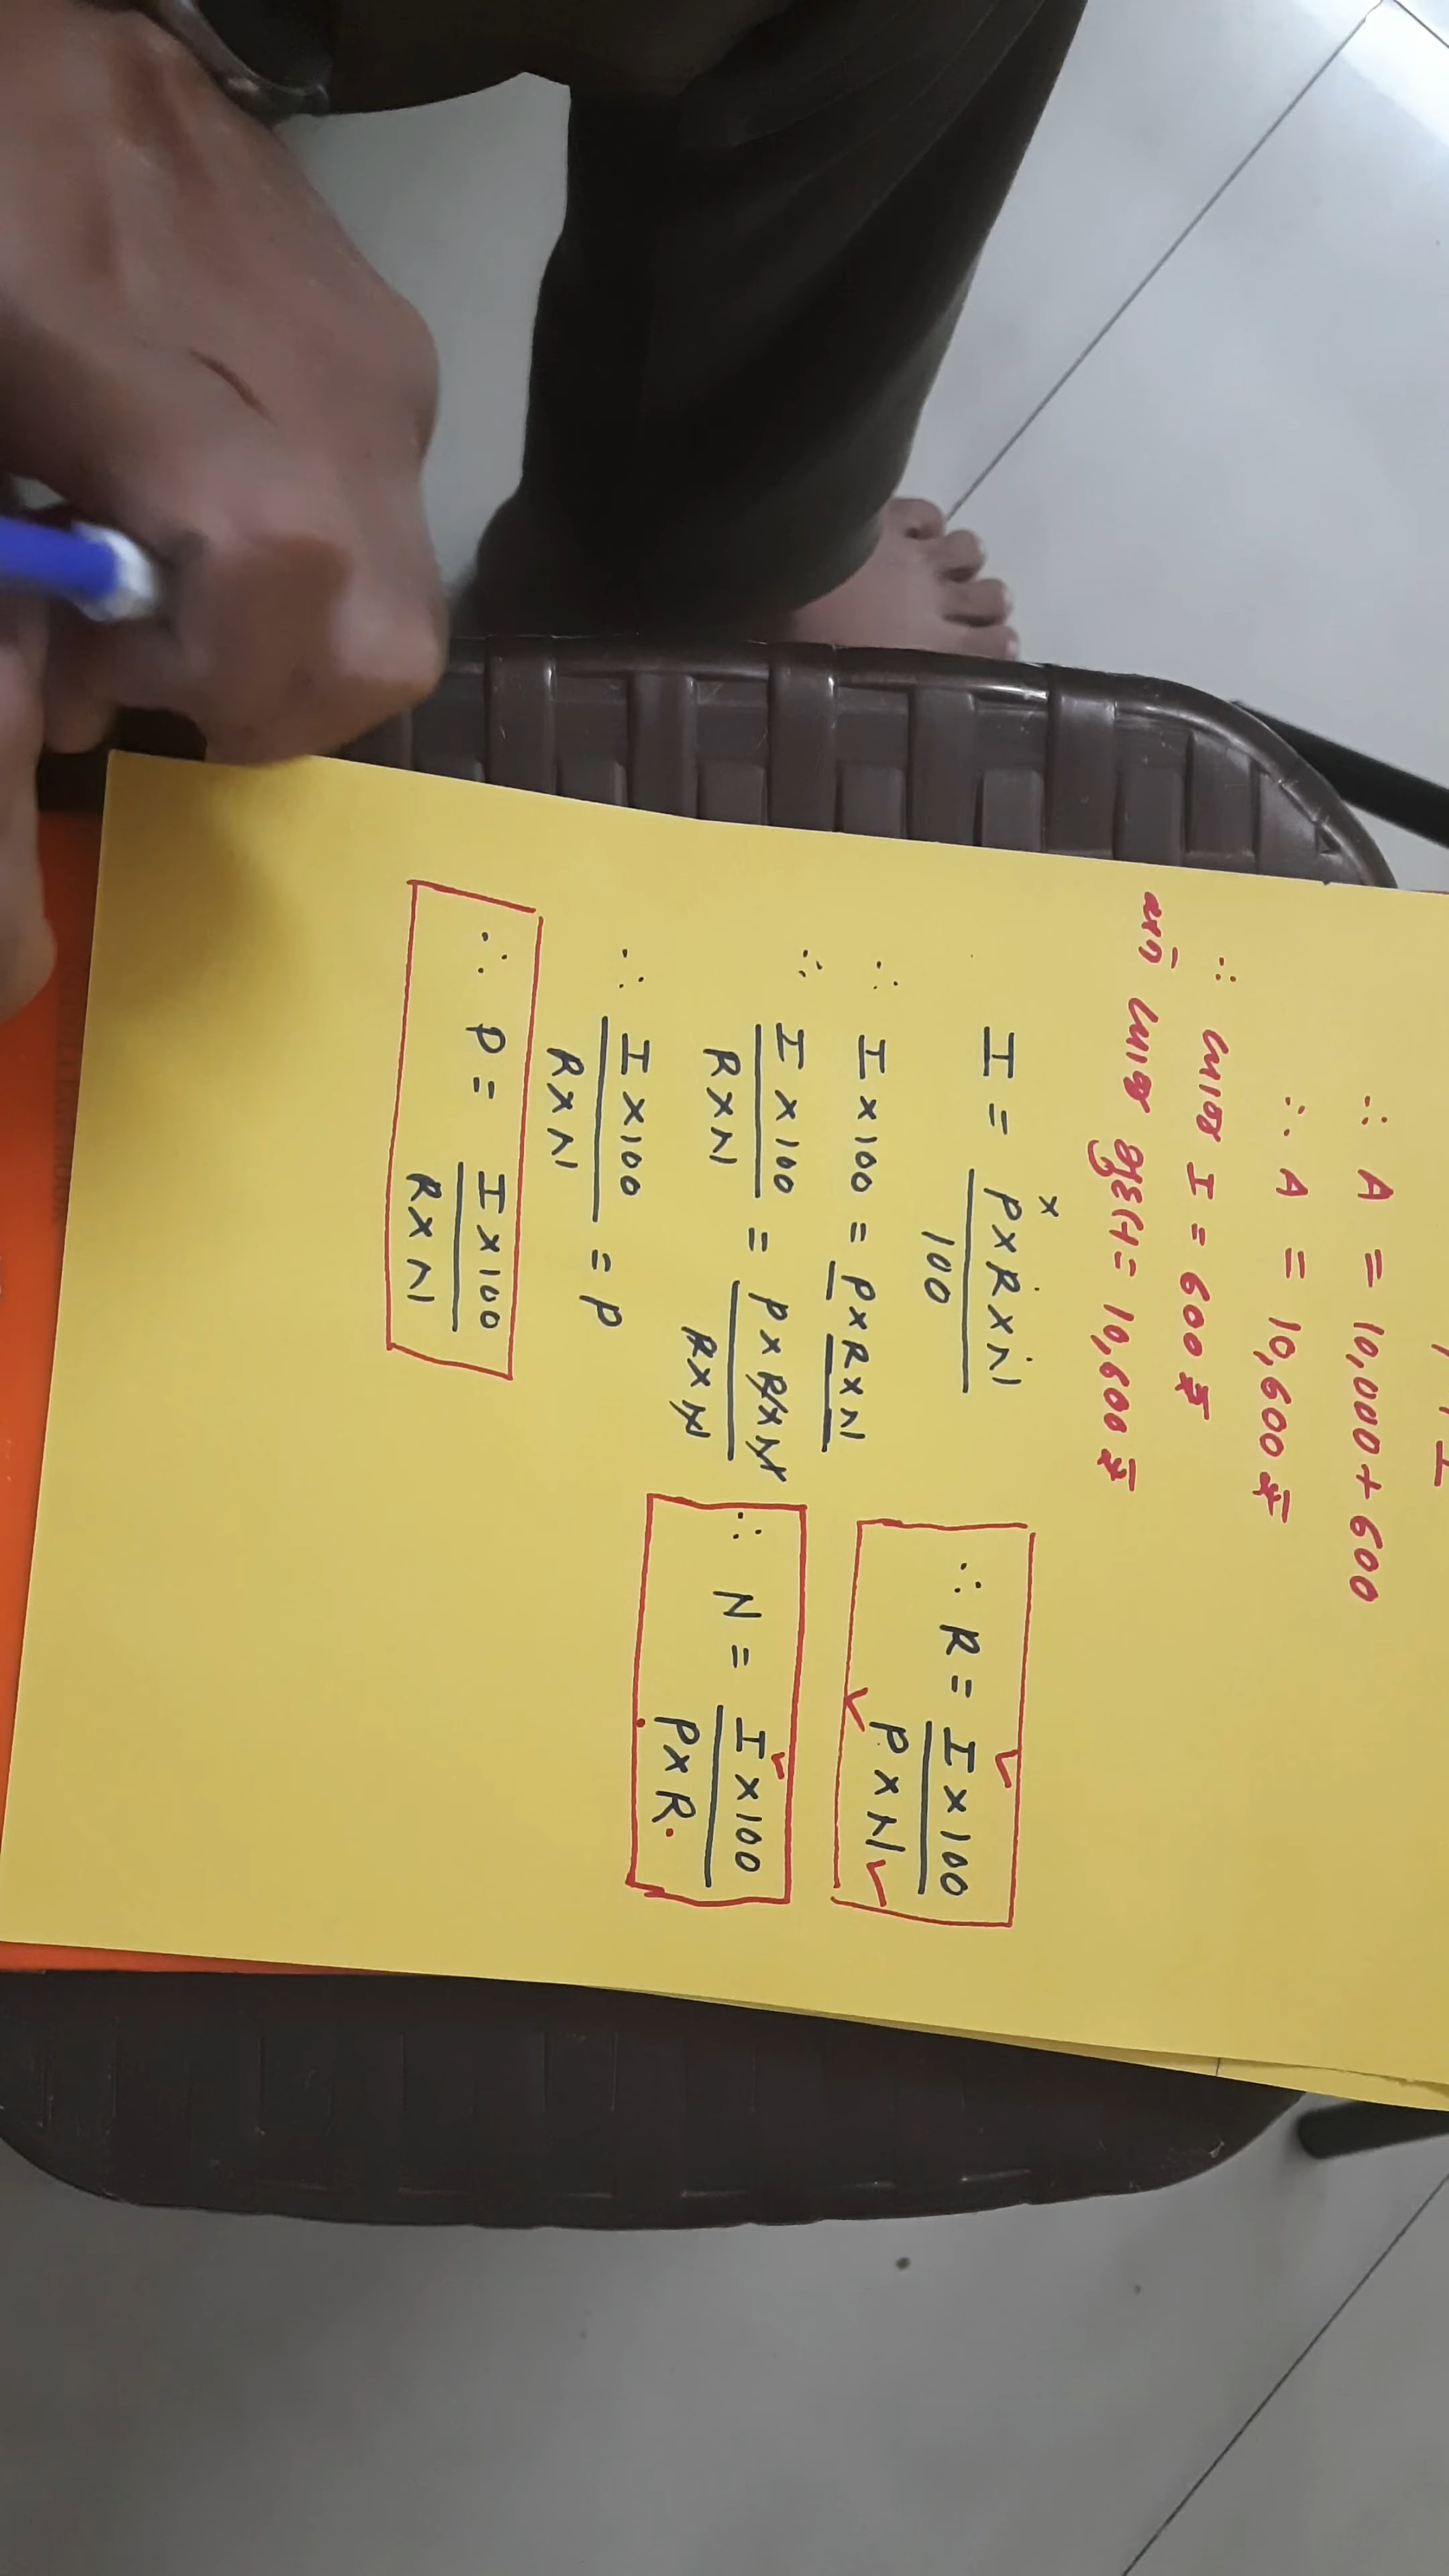 ∴ A = 10,000 + 600
∴ A = 10,600 ₹
∴ વ્યાજ I = 600 ₹
અને વ્યાજ મુદ્દલ = 10,600 ₹
I = P×R×N / 100
∴ I×100 = P×R×N
∴ I×100 / R×N = P×R×N / R×N
∴ I×100 / R×N = P
∴ P = I×100 / R×N
∴ R = I×100 / P×N
∴ N = I×100 / P×R